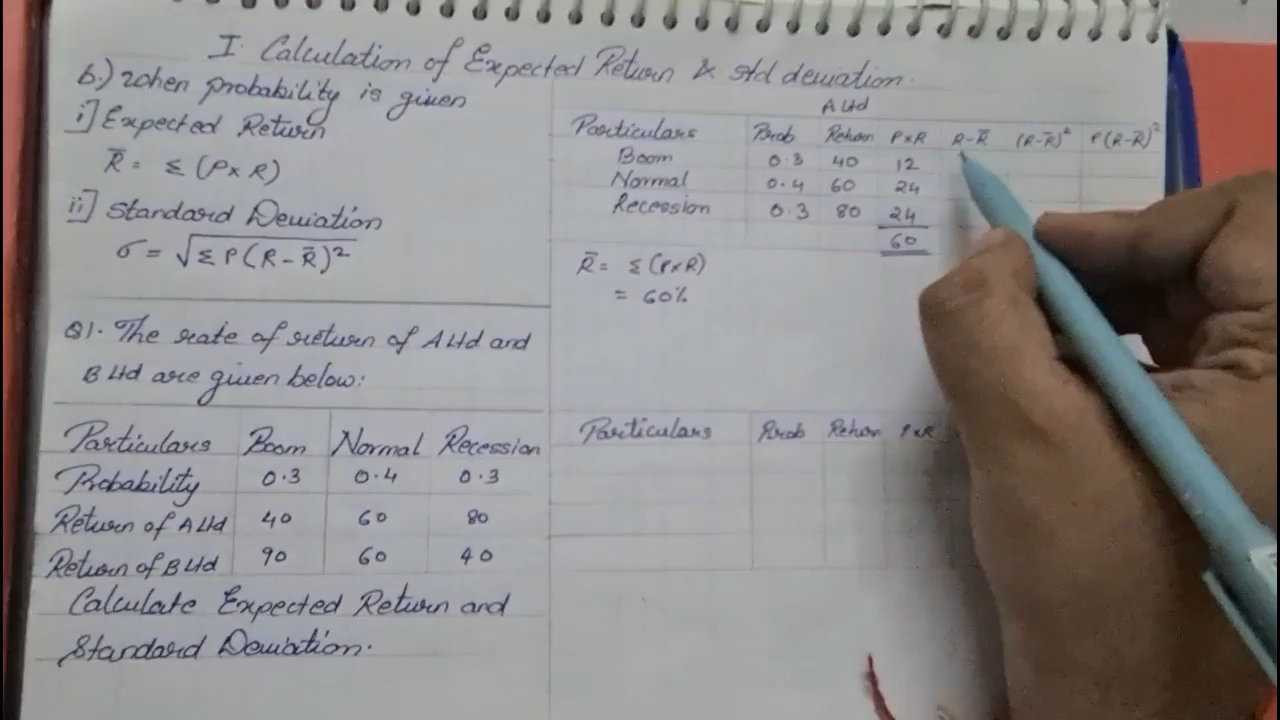 I. Calculation of Expected Return & std deviation.
b.) When probability is given
i] Expected Return
R̄ = Σ (P×R)
ii] Standard Deviation
σ = √Σ P(R-R̄)²
Q1. The rate of return of A Ltd and
B Ltd are given below:
Particulars Boom Normal Recession
Probability 0.3 0.4 0.3
Return of A Ltd 40 60 80
Return of B Ltd 90 60 40
Calculate Expected Return and
Standard Deviation.
A Ltd
Particulars Prob Return P×R R-R̄ (R-R̄)² P(R-R̄)²
Boom 0.3 40 12
Normal 0.4 60 24
Recession 0.3 80 24
60
R̄ = Σ (P×R)
= 60%
Particulars Prob Return P×R